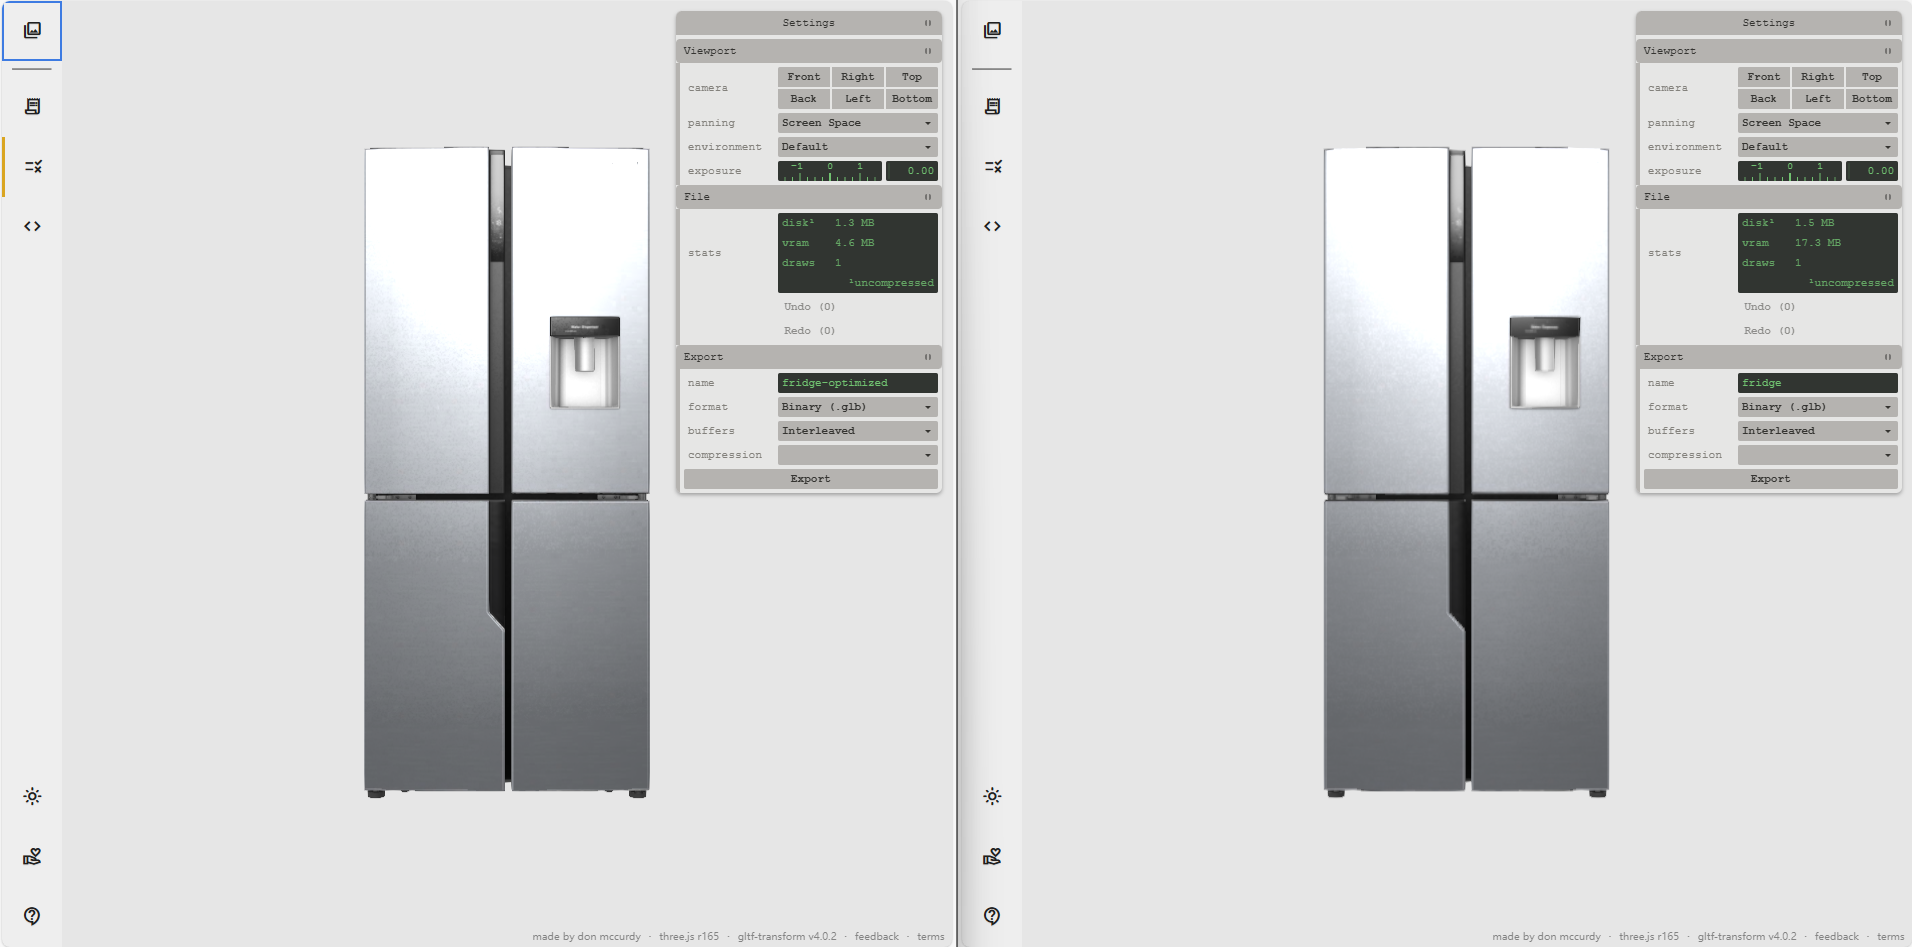 Settings
Viewport
camera
Front Right Top
Back Left Bottom
panning Screen Space
environment Default
exposure -1 0 1 0.00
File
stats
disk¹ 1.3 MB
vram 4.6 MB
draws 1
¹uncompressed
Undo (0)
Redo (0)
Export
name fridge-optimized
format Binary (.glb)
buffers Interleaved
compression
Export
made by don mccurdy · three.js r165 · gltf-transform v4.0.2 · feedback · terms
Settings
Viewport
camera
Front Right Top
Back Left Bottom
panning Screen Space
environment Default
exposure -1 0 1 0.00
File
stats
disk¹ 1.5 MB
vram 17.3 MB
draws 1
¹uncompressed
Undo (0)
Redo (0)
Export
name fridge
format Binary (.glb)
buffers Interleaved
compression
Export
made by don mccurdy · three.js r165 · gltf-transform v4.0.2 · feedback · terms